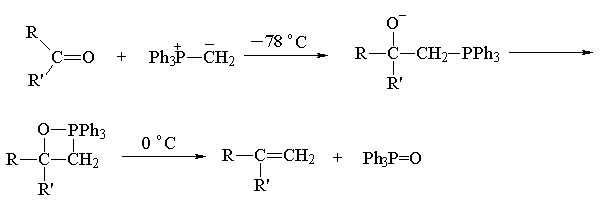 O⁻
R + − −78 °C
C=O + Ph₃P—CH₂ R—C—CH₂—PPh₃
R' R'
O—PPh₃ 0 °C
R—C—CH₂ R—C=CH₂ + Ph₃P=O
R' R'